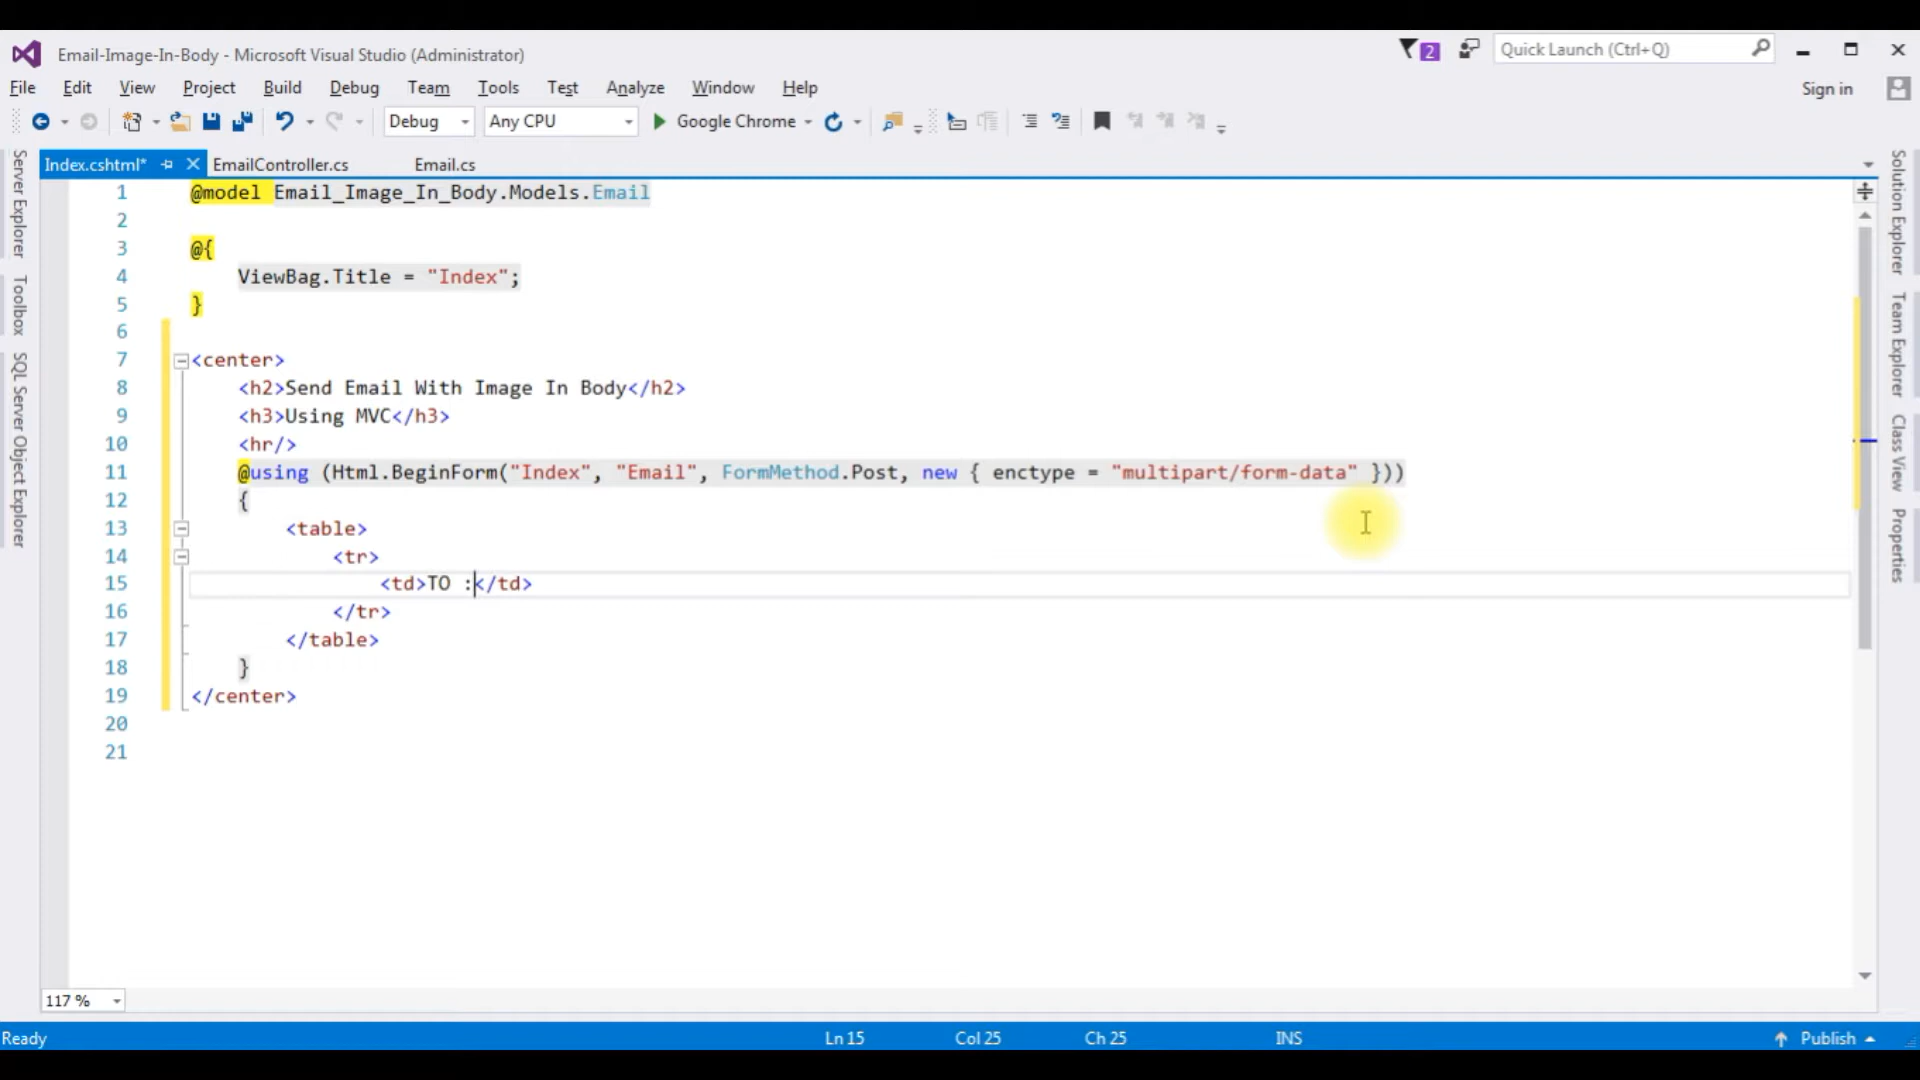 Email-Image-In-Body - Microsoft Visual Studio (Administrator)
2
Quick Launch (Ctrl+Q)
File Edit View Project Build Debug Team Tools Test Analyze Window Help
Sign in
Debug Any CPU Google Chrome
Index.cshtml* EmailController.cs Email.cs
Server Explorer
Toolbox
SQL Server Object Explorer
1 @model Email_Image_In_Body.Models.Email
2
3 @{
4 ViewBag.Title = "Index";
5 }
6
7 <center>
8 <h2>Send Email With Image In Body</h2>
9 <h3>Using MVC</h3>
10 <hr/>
11 @using (Html.BeginForm("Index", "Email", FormMethod.Post, new { enctype = "multipart/form-data" }))
12 {
13 <table>
14 <tr>
15 <td>TO :</td>
16 </tr>
17 </table>
18 }
19 </center>
20
21
Solution Explorer
Team Explorer
Class View
Properties
117 %
Ready Ln 15 Col 25 Ch 25 INS Publish